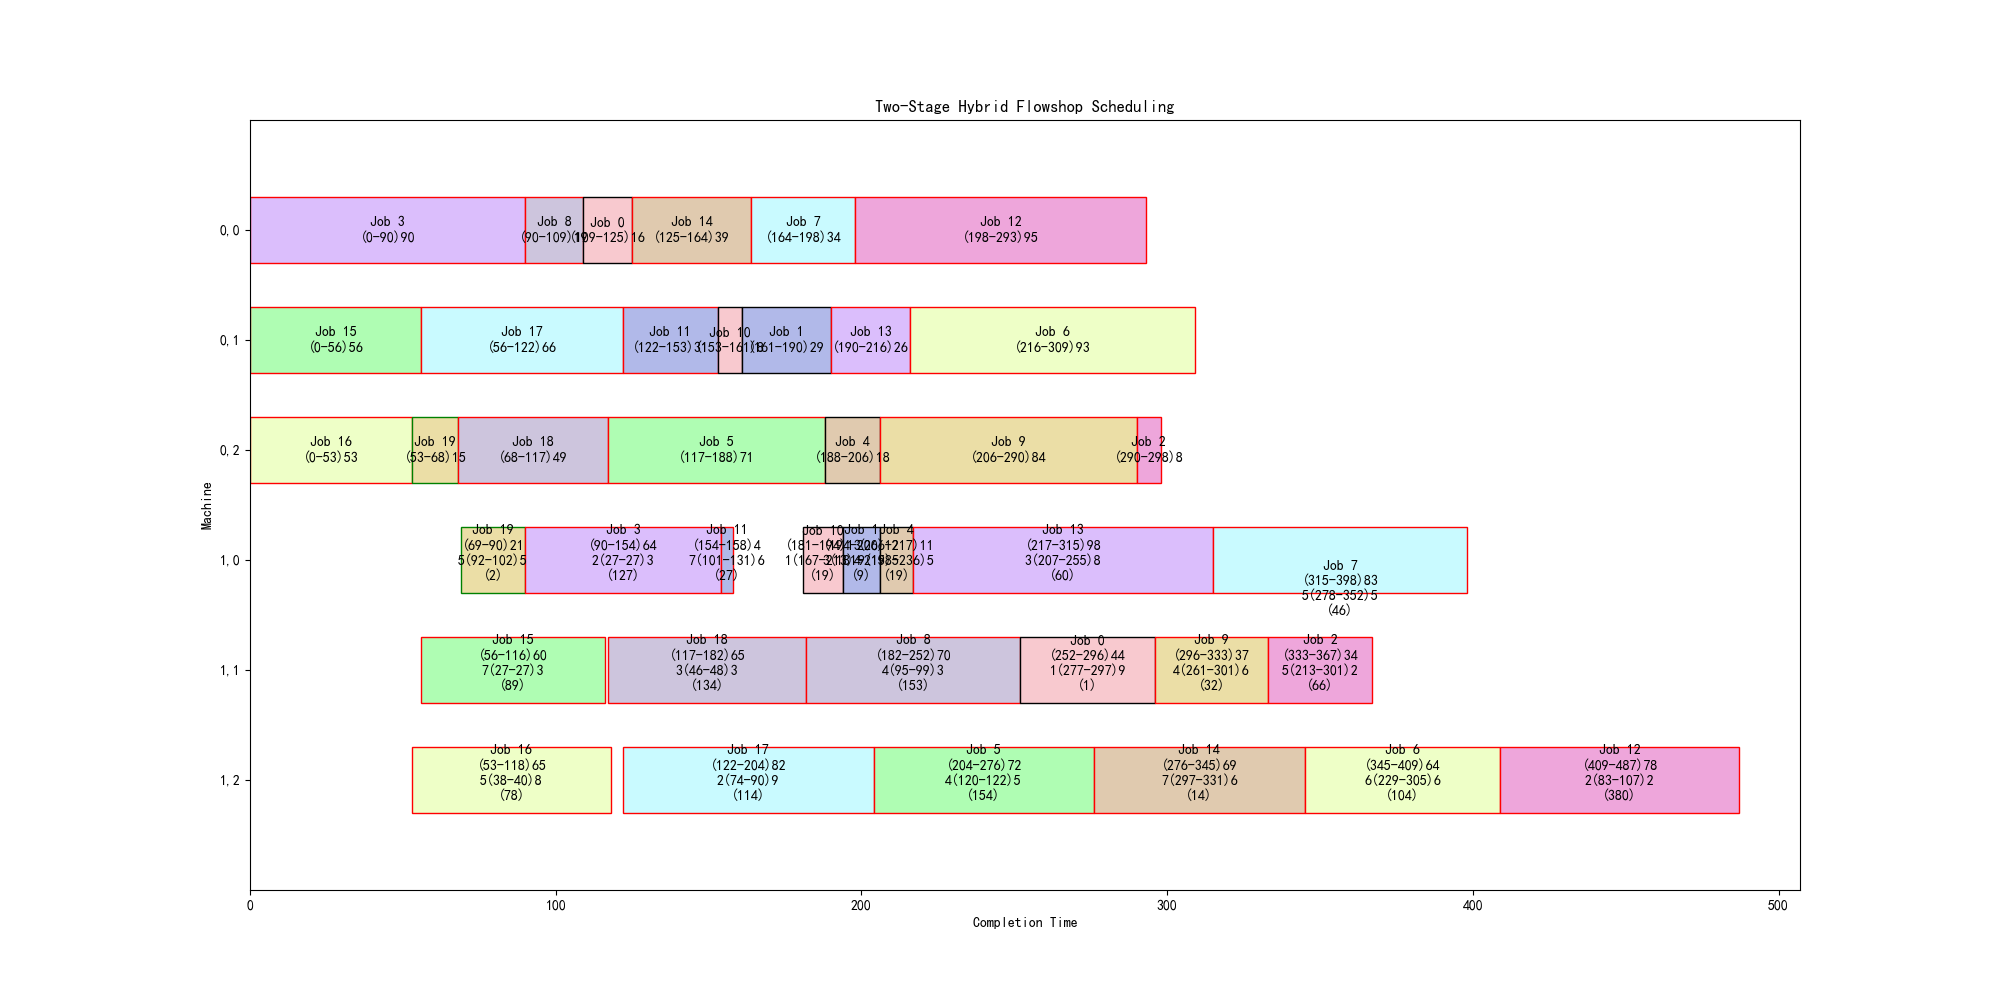 Two-Stage Hybrid Flowshop Scheduling
0,0
Job 3
(0-90)90
Job 8
(90-109)19
Job 0
(109-125)16
Job 14
(125-164)39
Job 7
(164-198)34
Job 12
(198-293)95
0,1
Job 15
(0-56)56
Job 17
(56-122)66
Job 11
(122-153)31
Job 10
(153-161)8
Job 1
(161-190)29
Job 13
(190-216)26
Job 6
(216-309)93
0,2
Job 16
(0-53)53
Job 19
(53-68)15
Job 18
(68-117)49
Job 5
(117-188)71
Job 4
(188-206)18
Job 9
(206-290)84
Job 2
(290-298)8
Machine
1,0
Job 19
(69-90)21
5(92-102)5
(2)
Job 3
(90-154)64
2(27-27)3
(127)
Job 11
(154-158)4
7(101-131)6
(27)
Job 10
(181-194)13
(19)
Job 1
(194-206)12
(9)
Job 4
(206-217)11
(19)
Job 13
(217-315)98
3(207-255)8
(60)
Job 7
(315-398)83
5(278-352)5
(46)
1,1
Job 15
(56-116)60
7(27-27)3
(89)
Job 18
(117-182)65
3(46-48)3
(134)
Job 8
(182-252)70
4(95-99)3
(153)
Job 0
(252-296)44
1(277-297)9
(1)
Job 9
(296-333)37
4(261-301)6
(32)
Job 2
(333-367)34
5(213-301)2
(66)
1,2
Job 16
(53-118)65
5(38-40)8
(78)
Job 17
(122-204)82
2(74-90)9
(114)
Job 5
(204-276)72
4(120-122)5
(154)
Job 14
(276-345)69
7(297-331)6
(14)
Job 6
(345-409)64
6(229-305)6
(104)
Job 12
(409-487)78
2(83-107)2
(380)
0
100
200
300
400
500
Completion Time